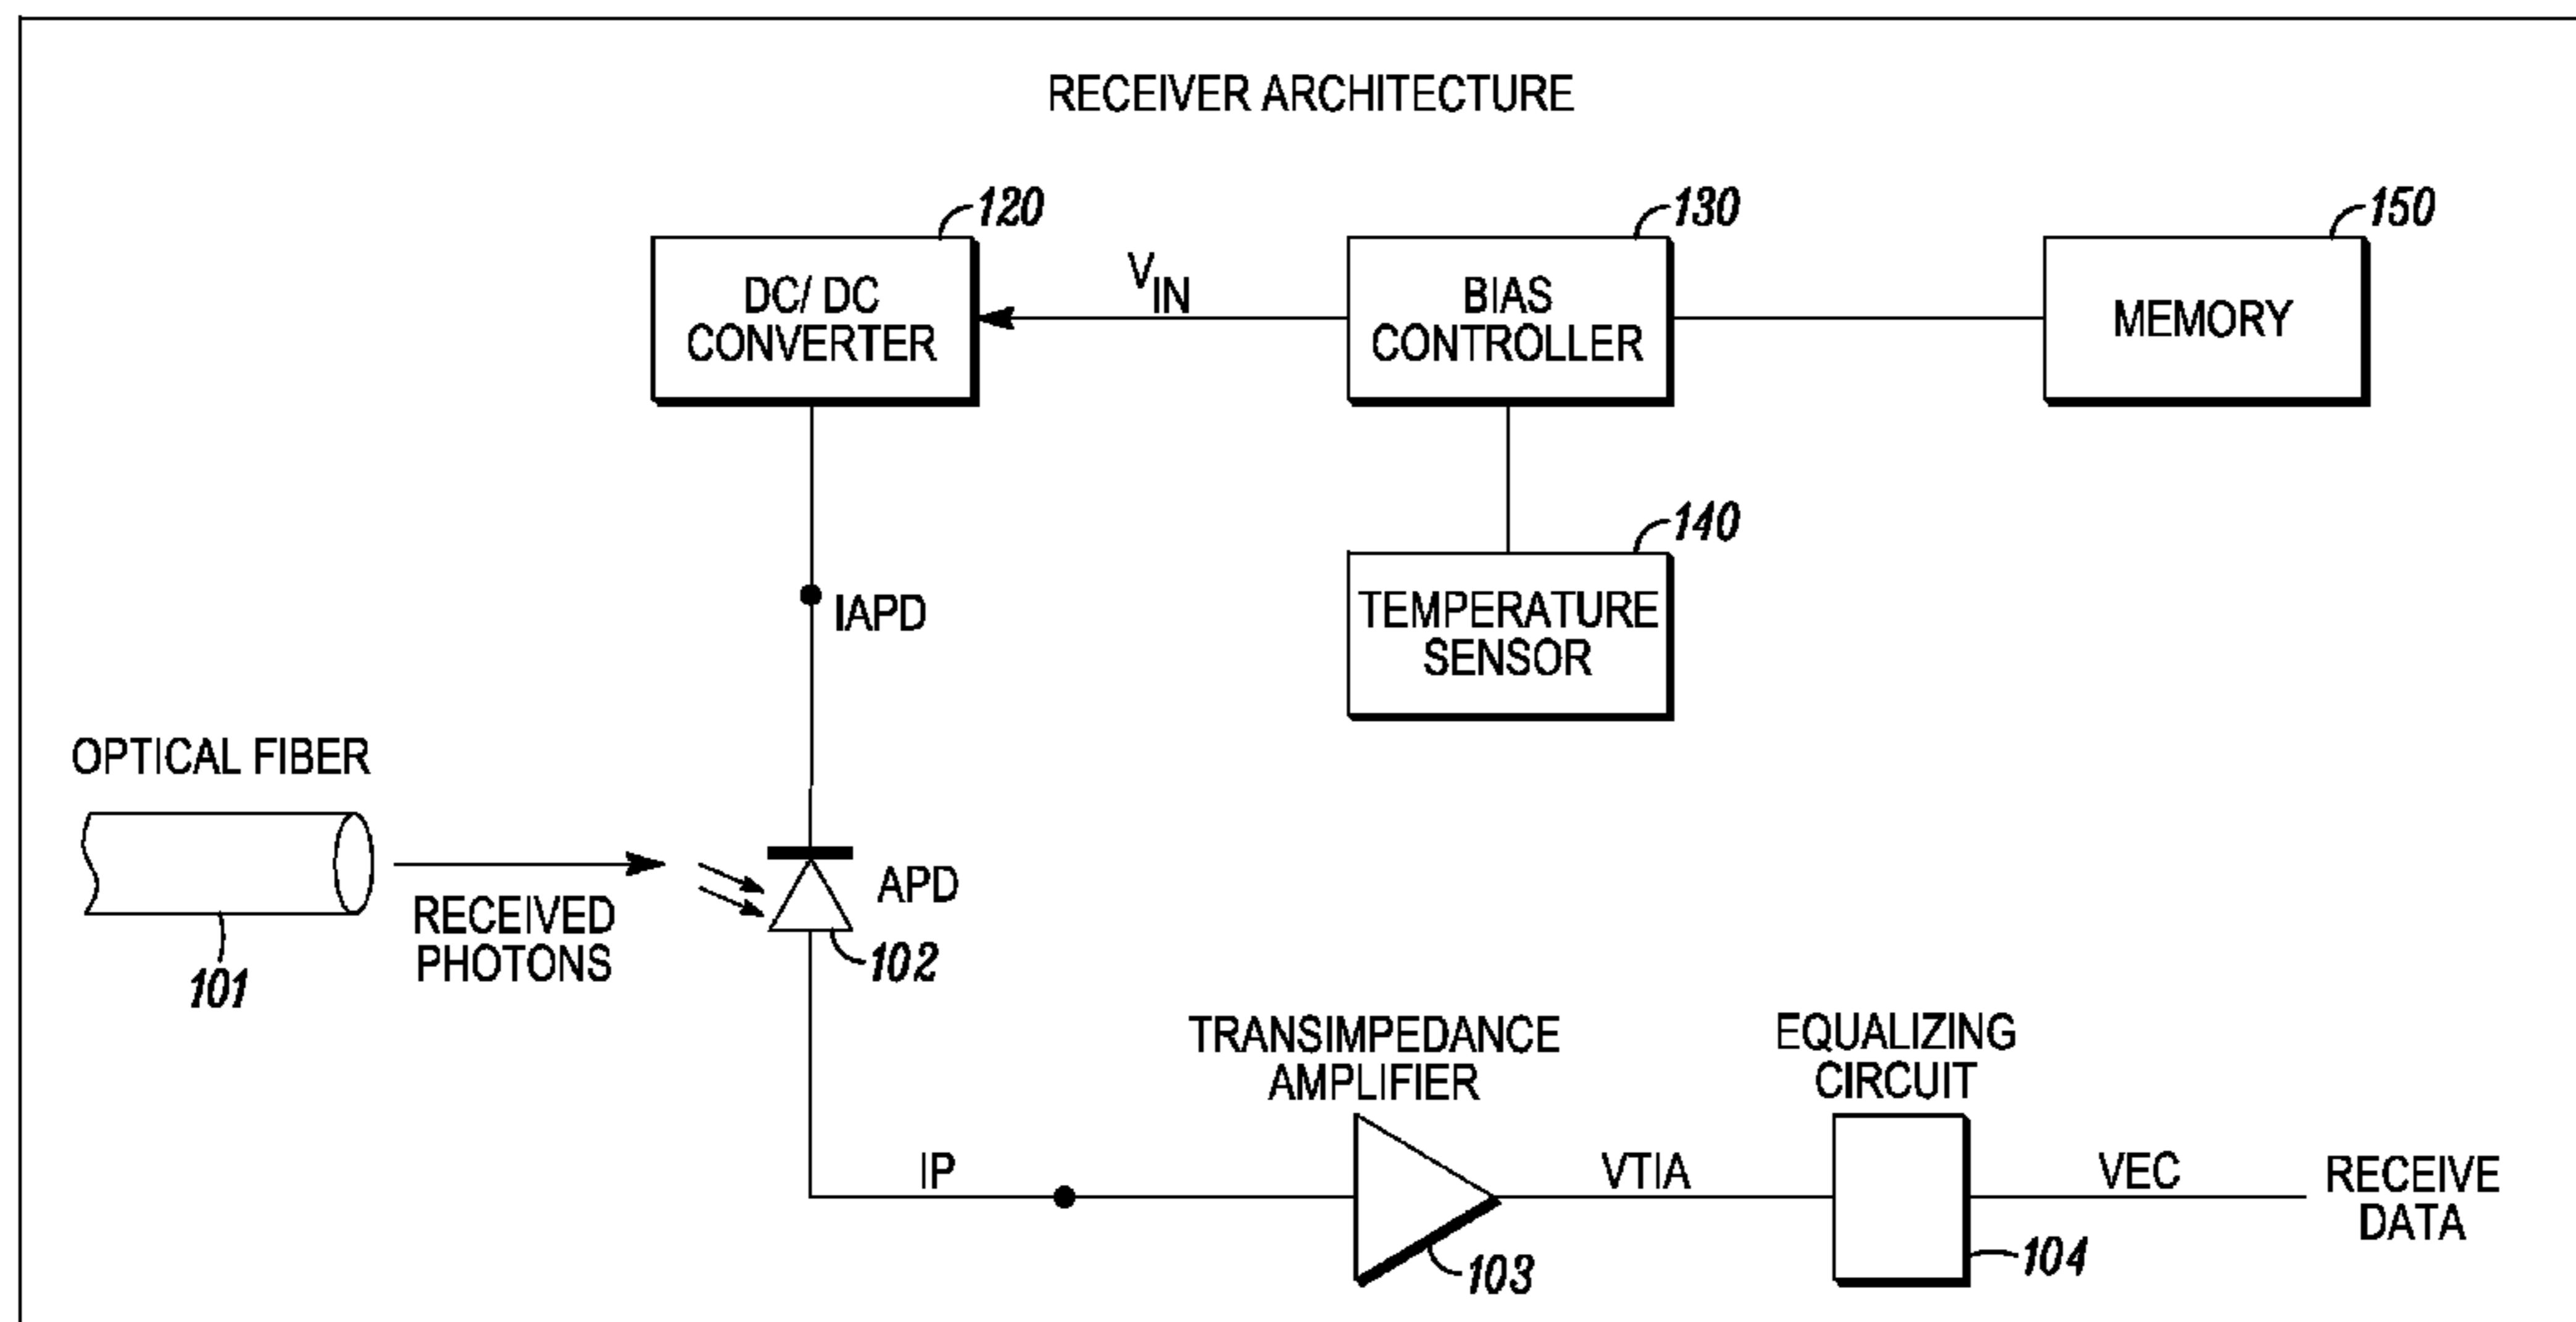 RECEIVER ARCHITECTURE
120
130
150
DC/ DC
CONVERTER
VIN
BIAS
CONTROLLER
MEMORY
140
IAPD
TEMPERATURE
SENSOR
OPTICAL FIBER
101
RECEIVED
PHOTONS
APD
102
TRANSIMPEDANCE
AMPLIFIER
EQUALIZING
CIRCUIT
IP
VTIA
VEC
RECEIVE
DATA
103
104